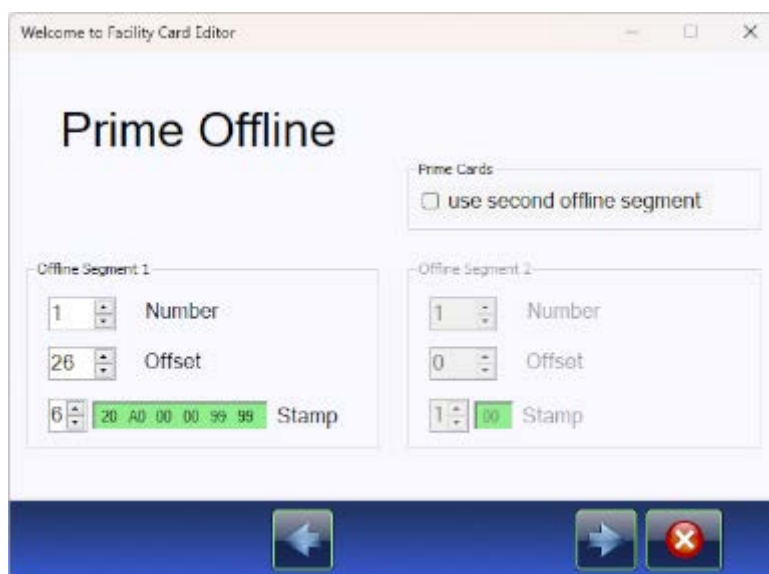 Welcome to Facility Card Editor
Prime Offline
Prime Cards
use second offline segment
Offline Segment 1
1 Number
26 Offset
6 20 A0 00 00 99 99 Stamp
Offline Segment 2
1 Number
0 Offset
1 00 Stamp